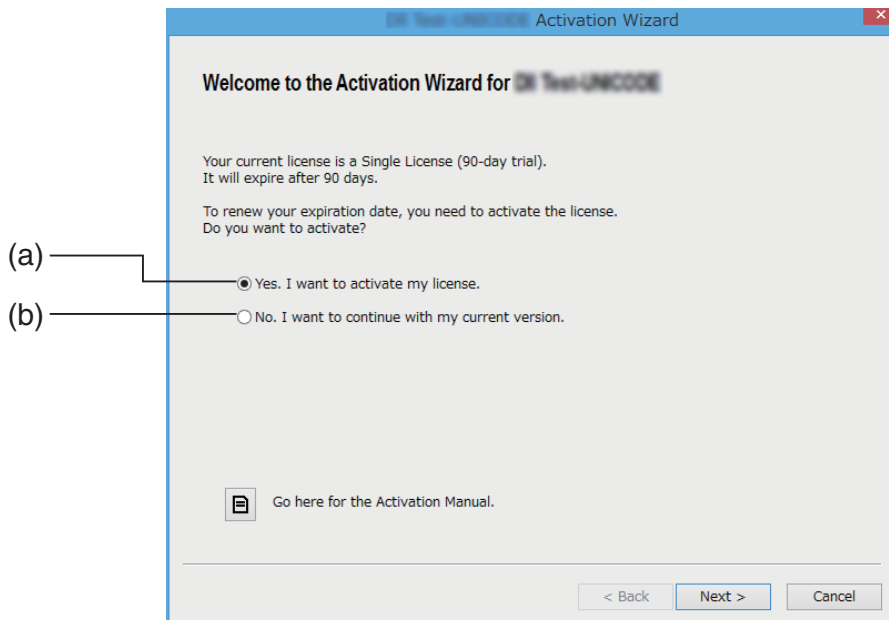 Activation Wizard
Welcome to the Activation Wizard for
Your current license is a Single License (90-day trial).
It will expire after 90 days.
To renew your expiration date, you need to activate the license.
Do you want to activate?
(a)
Yes. I want to activate my license.
(b)
No. I want to continue with my current version.
Go here for the Activation Manual.
< Back
Next >
Cancel